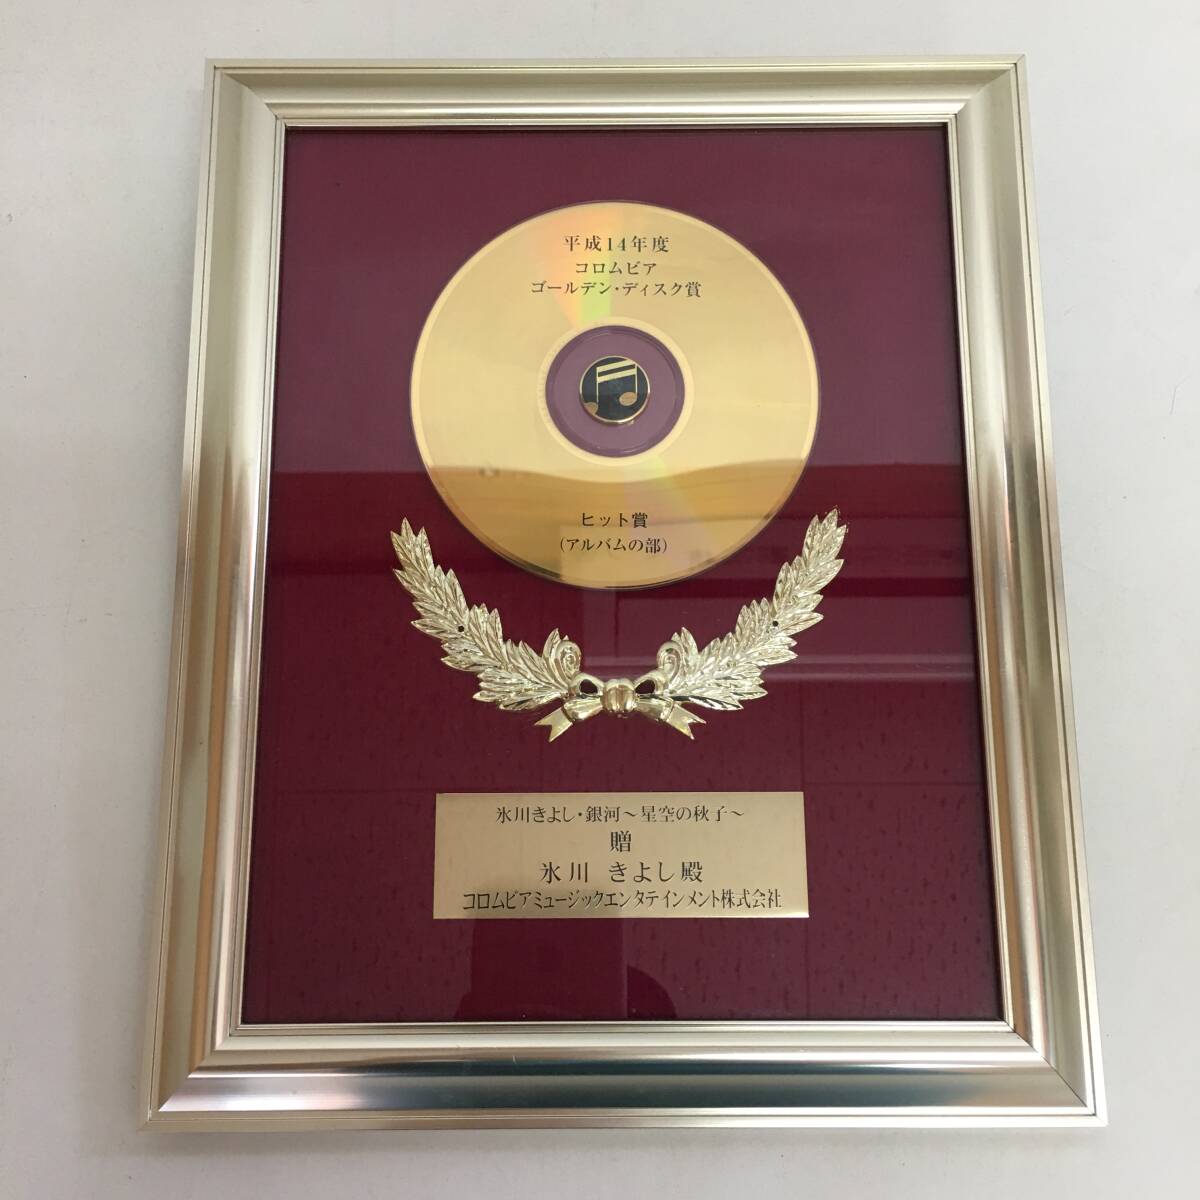 平成14年度
コロムビア
ゴールデン・ディスク賞
ヒット賞
(アルバムの部)
氷川きよし・銀河～星空の秋子～
贈
氷川 きよし殿
コロムビアミュージックエンタテインメント株式会社